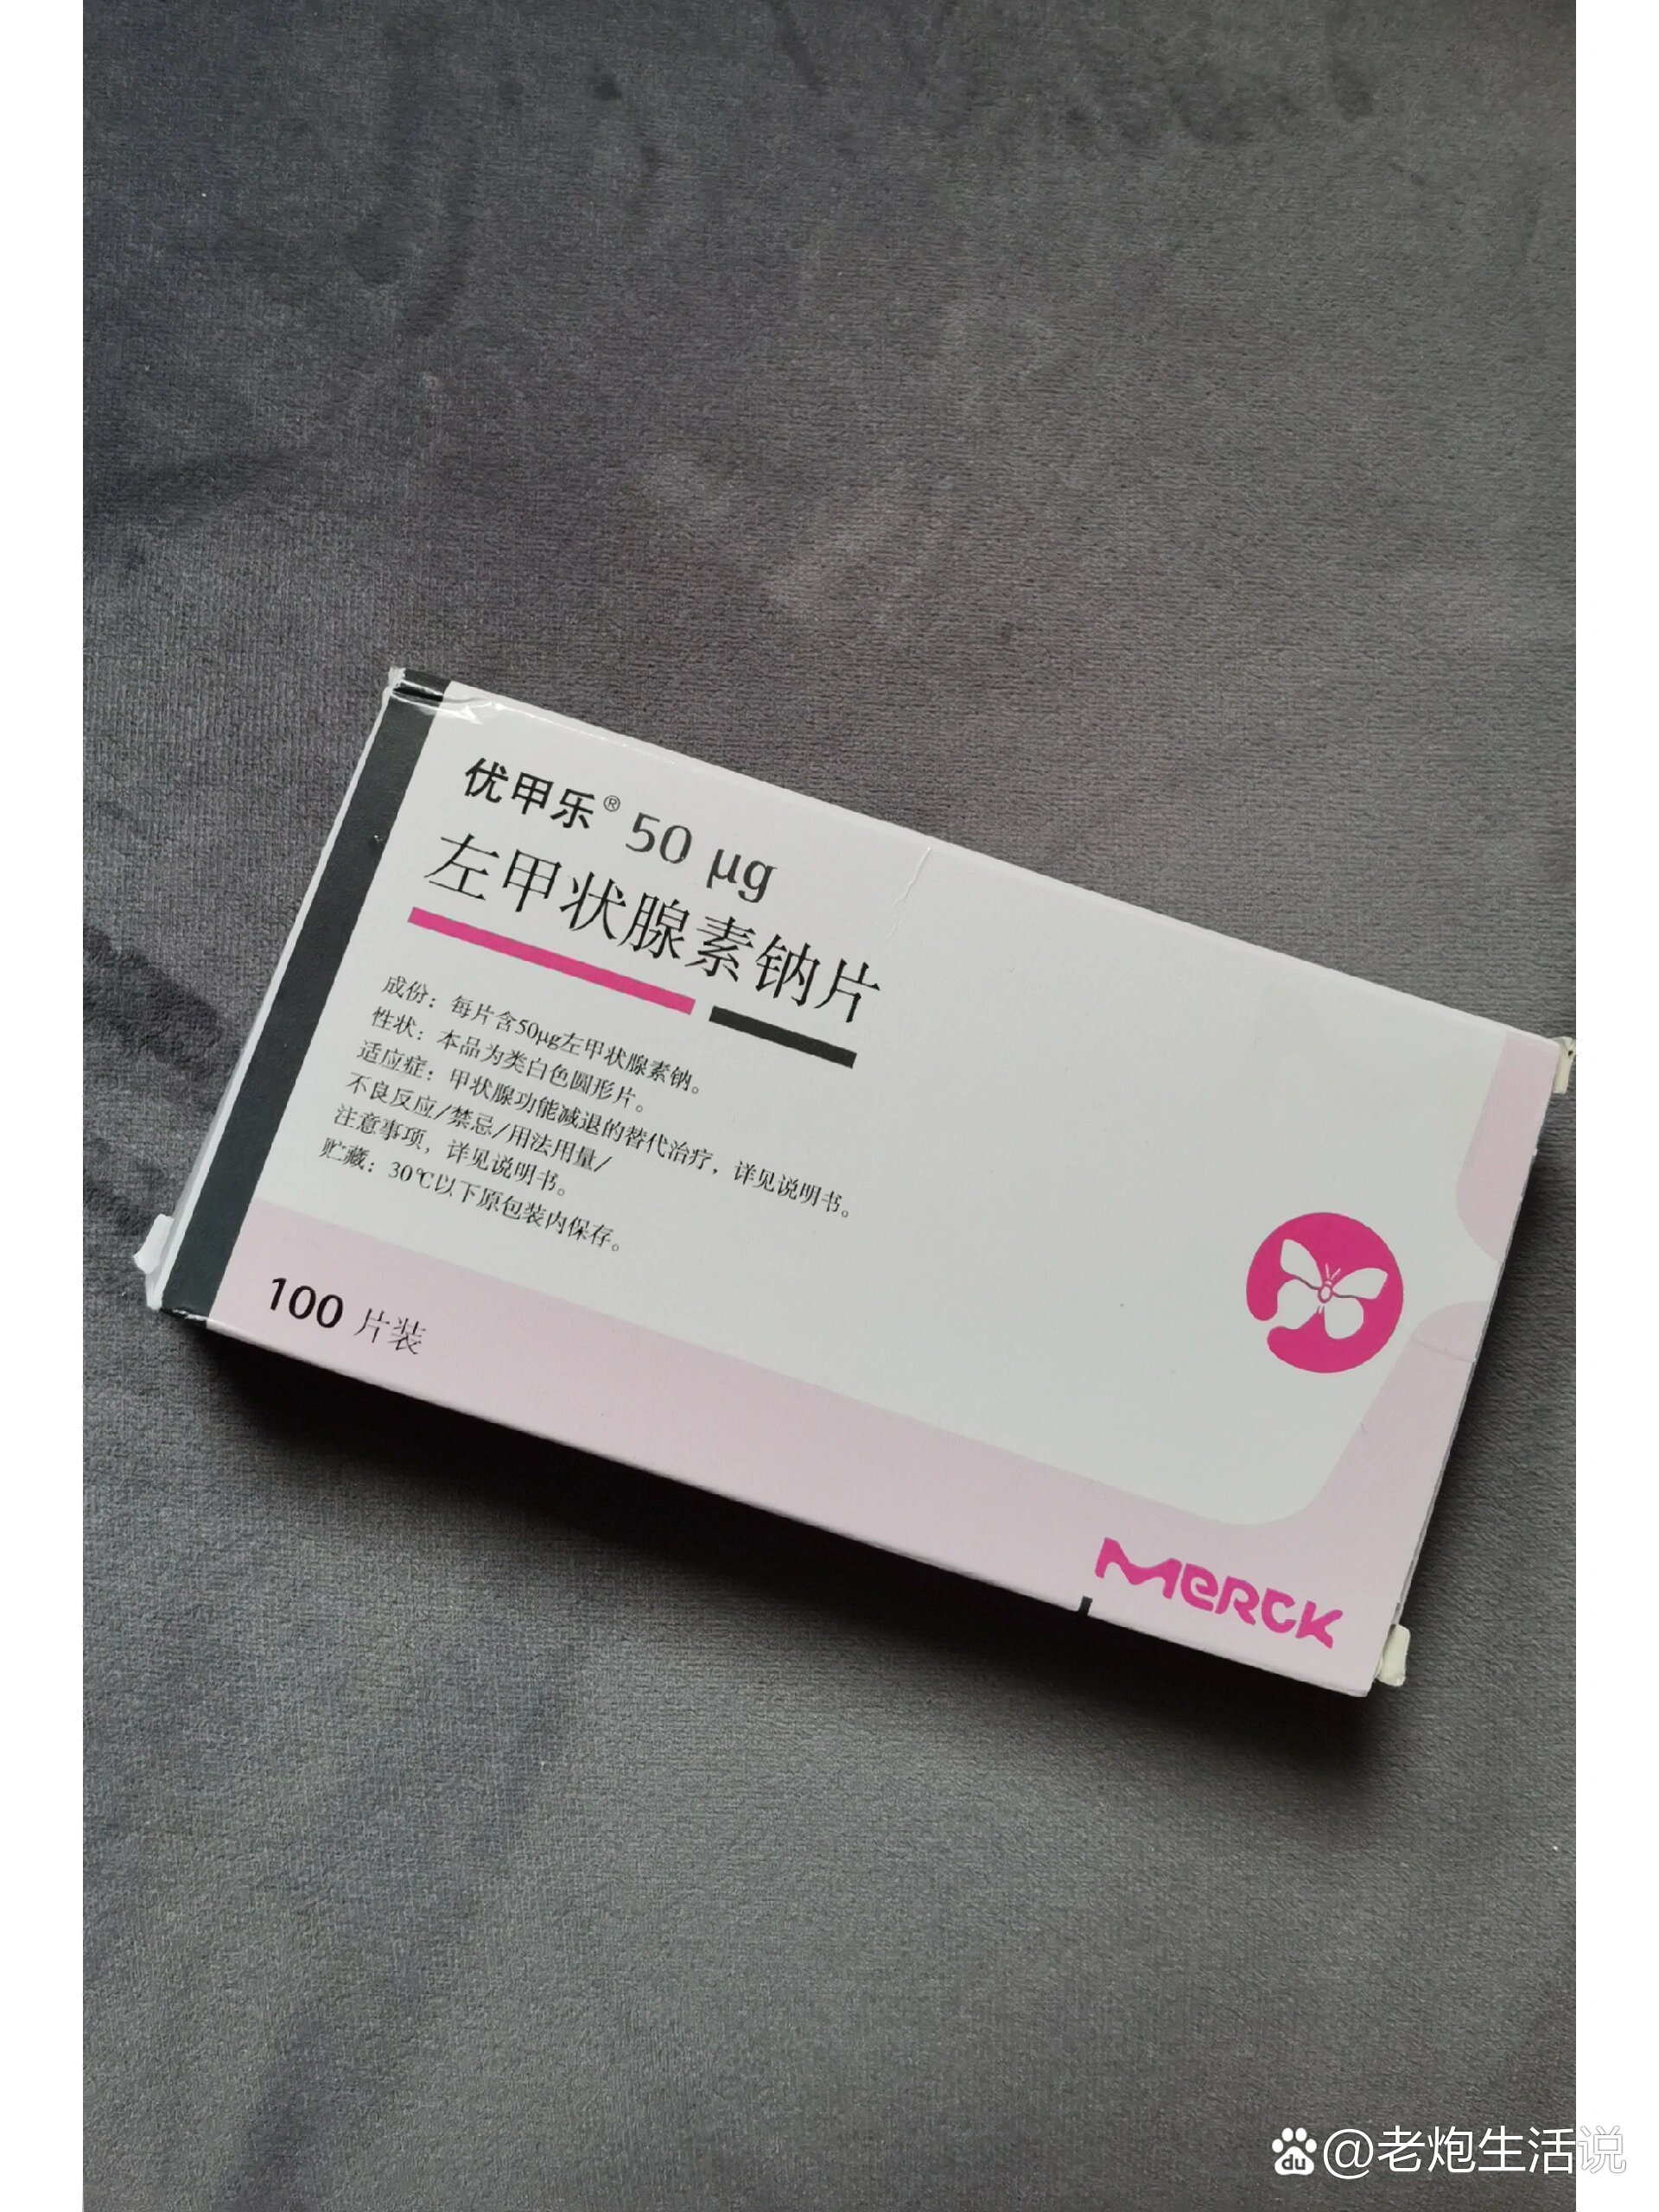 优甲乐® 50 μg
左甲状腺素钠片
成份：每片含50μg左甲状腺素钠。
性状：本品为类白色圆形片。
适应症：甲状腺功能减退的替代治疗，详见说明书。
不良反应/禁忌/用法用量/
注意事项，详见说明书。
贮藏：30℃以下原包装内保存。
100 片装
MERCK
du @老炮生活说